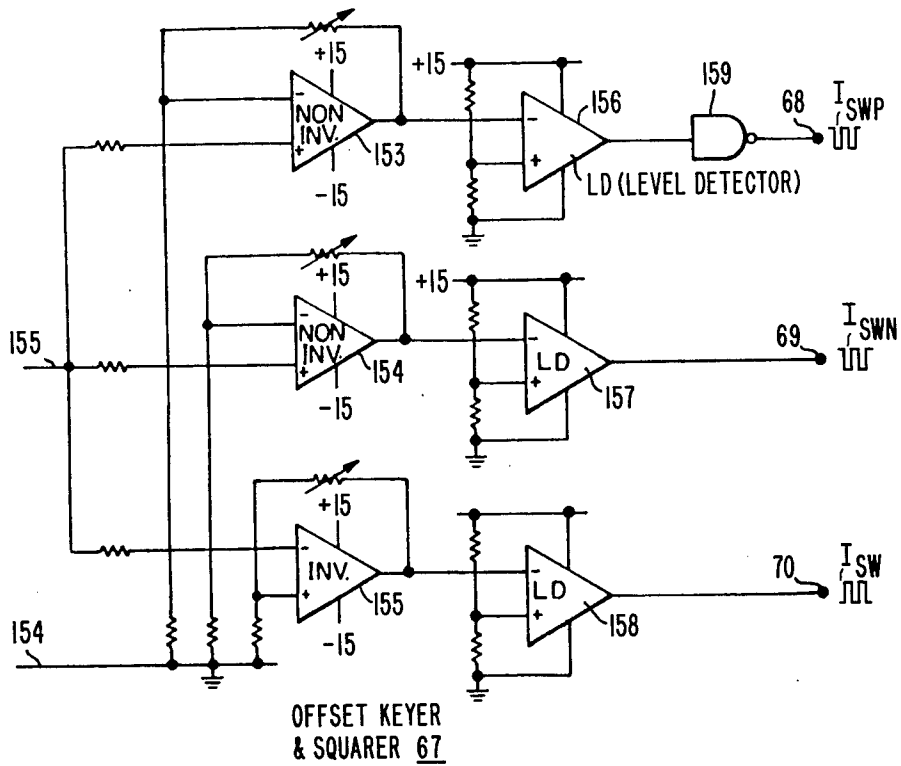 +15
NON
INV.
153
-15
+15
156
LD (LEVEL DETECTOR)
159
68
I SWP
155
+15
NON
INV.
154
-15
+15
LD
157
69
I SWN
+15
INV.
155
-15
LD
158
70
I SW
154
OFFSET KEYER
& SQUARER 67